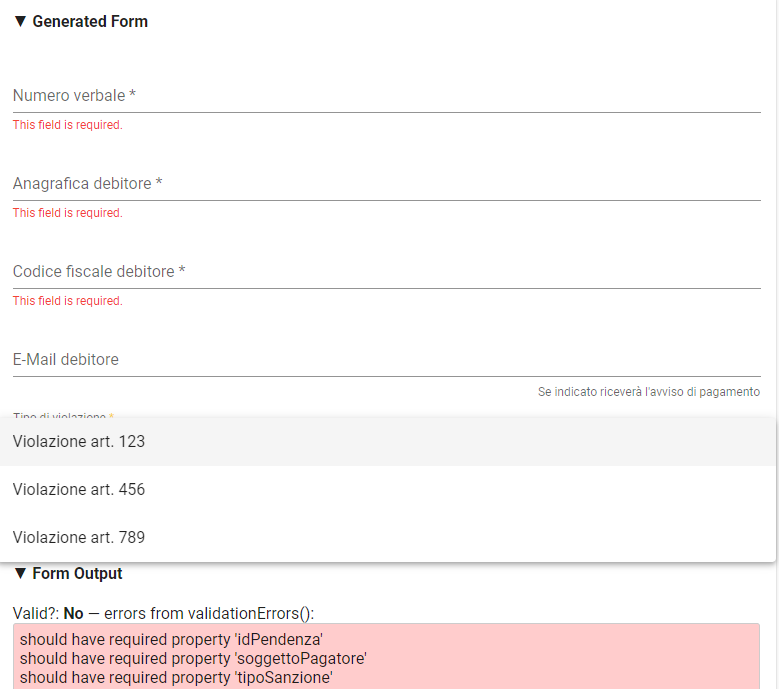 ▼ Generated Form
Numero verbale *
This field is required.
Anagrafica debitore *
This field is required.
Codice fiscale debitore *
This field is required.
E-Mail debitore
Se indicato riceverà l'avviso di pagamento
Tipo di violazione *
Violazione art. 123
Violazione art. 456
Violazione art. 789
▼ Form Output
Valid?: No — errors from validationErrors():
should have required property 'idPendenza'
should have required property 'soggettoPagatore'
should have required property 'tipoSanzione'